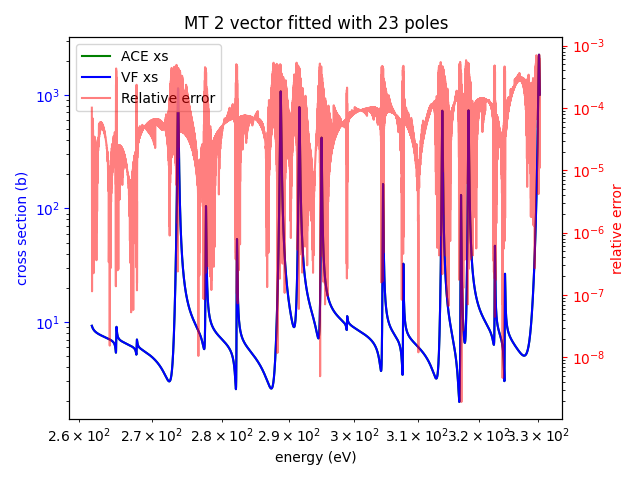 MT 2 vector fitted with 23 poles
ACE xs
VF xs
Relative error
cross section (b)
10³
10²
10¹
10⁻³
10⁻⁴
10⁻⁵
10⁻⁶
10⁻⁷
10⁻⁸
relative error
2.6 × 10² 2.7 × 10² 2.8 × 10² 2.9 × 10² 3 × 10² 3.1 × 10² 3.2 × 10² 3.3 × 10²
energy (eV)